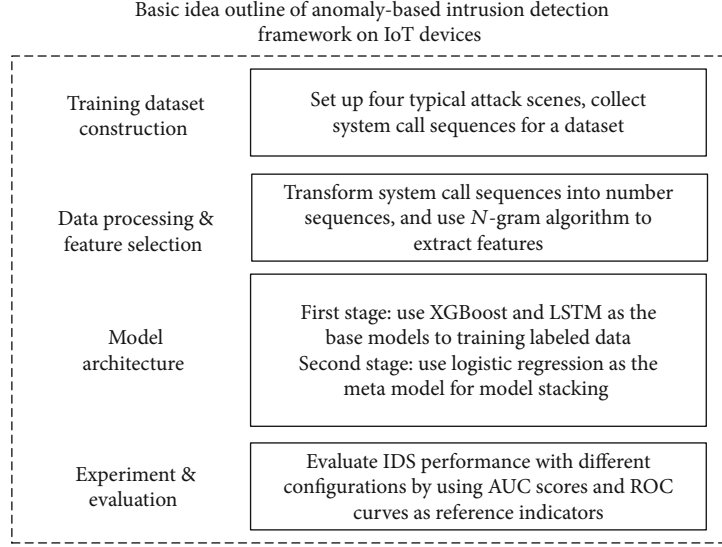 Basic idea outline of anomaly-based intrusion detection
framework on IoT devices
Training dataset
construction
Set up four typical attack scenes, collect
system call sequences for a dataset
Data processing &
feature selection
Transform system call sequences into number
sequences, and use N-gram algorithm to
extract features
Model
architecture
First stage: use XGBoost and LSTM as the
base models to training labeled data
Second stage: use logistic regression as the
meta model for model stacking
Experiment &
evaluation
Evaluate IDS performance with different
configurations by using AUC scores and ROC
curves as reference indicators